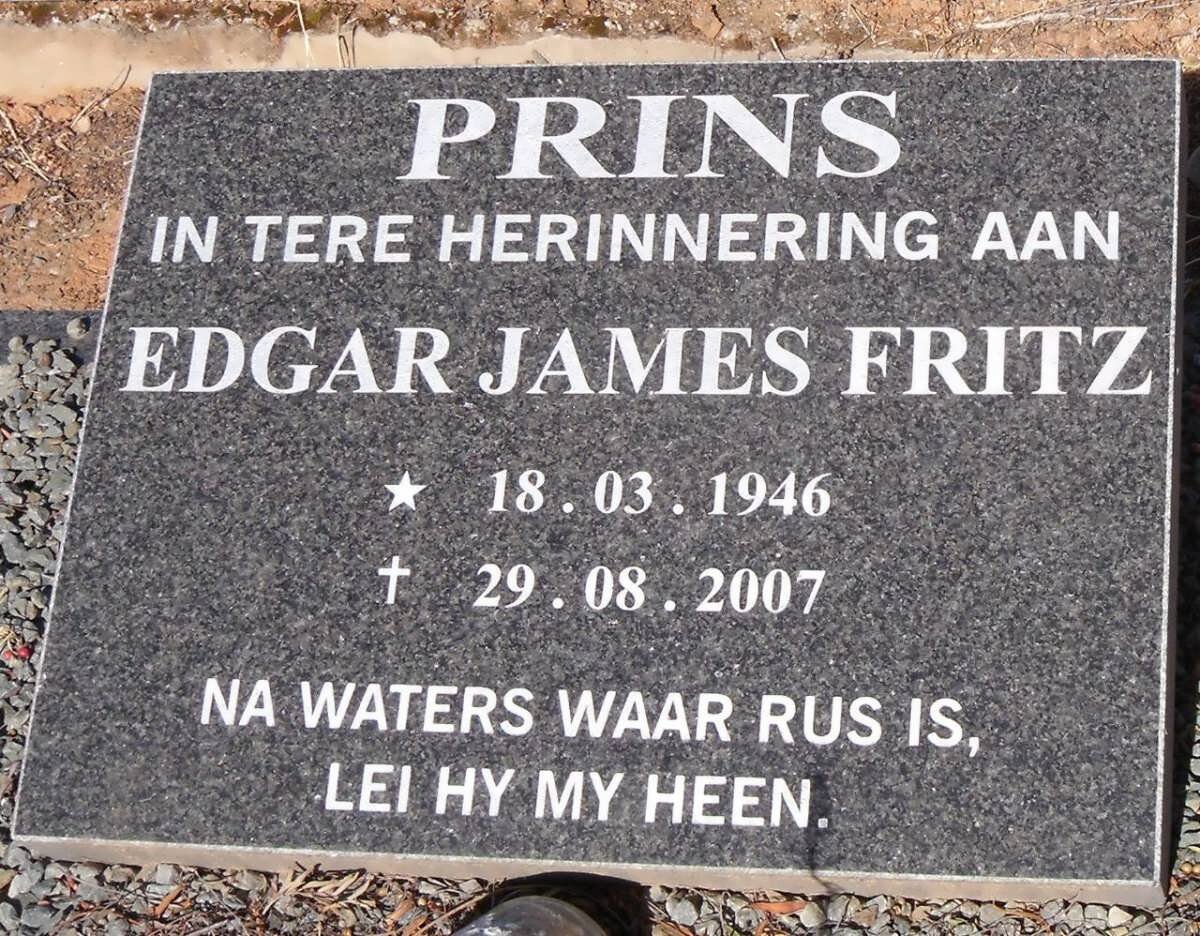 PRINS
IN TERE HERINNERING AAN
EDGAR JAMES FRITZ
★ 18 . 03 . 1946
† 29 . 08 . 2007
NA WATERS WAAR RUS IS,
LEI HY MY HEEN.